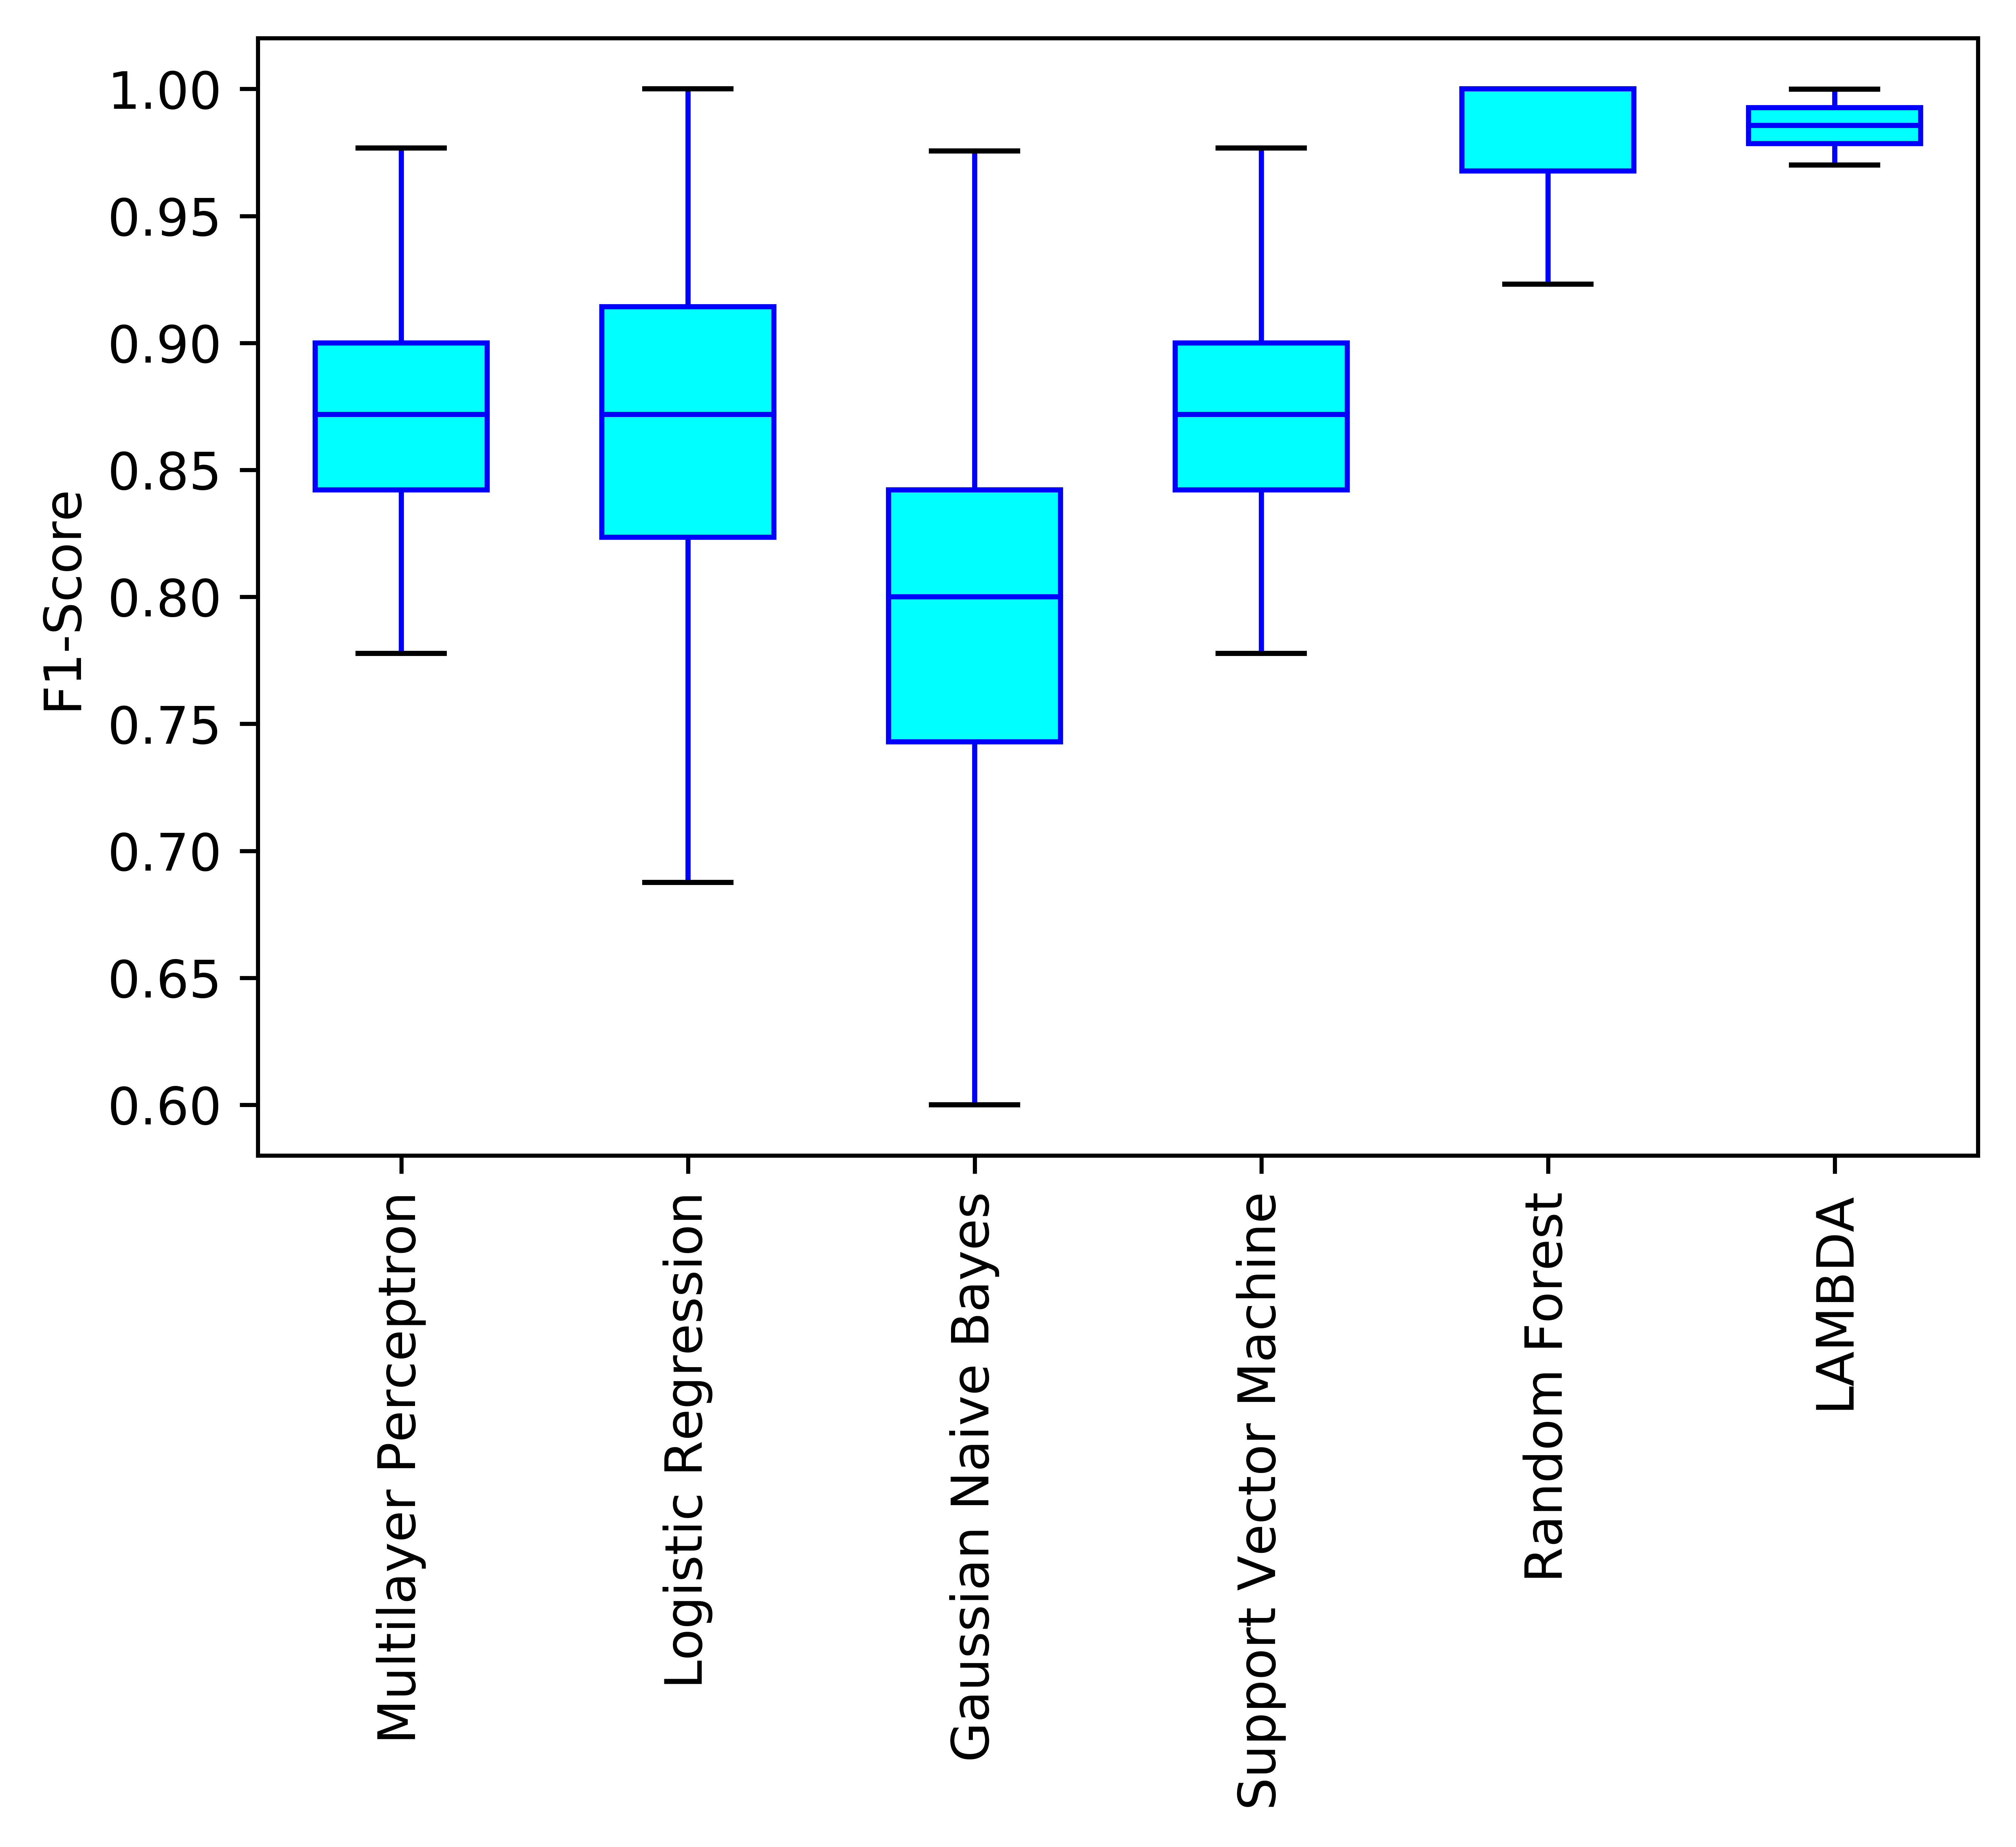 1.00
0.95
0.90
0.85
0.80
0.75
0.70
0.65
0.60
F1-Score
Multilayer Perceptron
Logistic Regression
Gaussian Naive Bayes
Support Vector Machine
Random Forest
LAMBDA